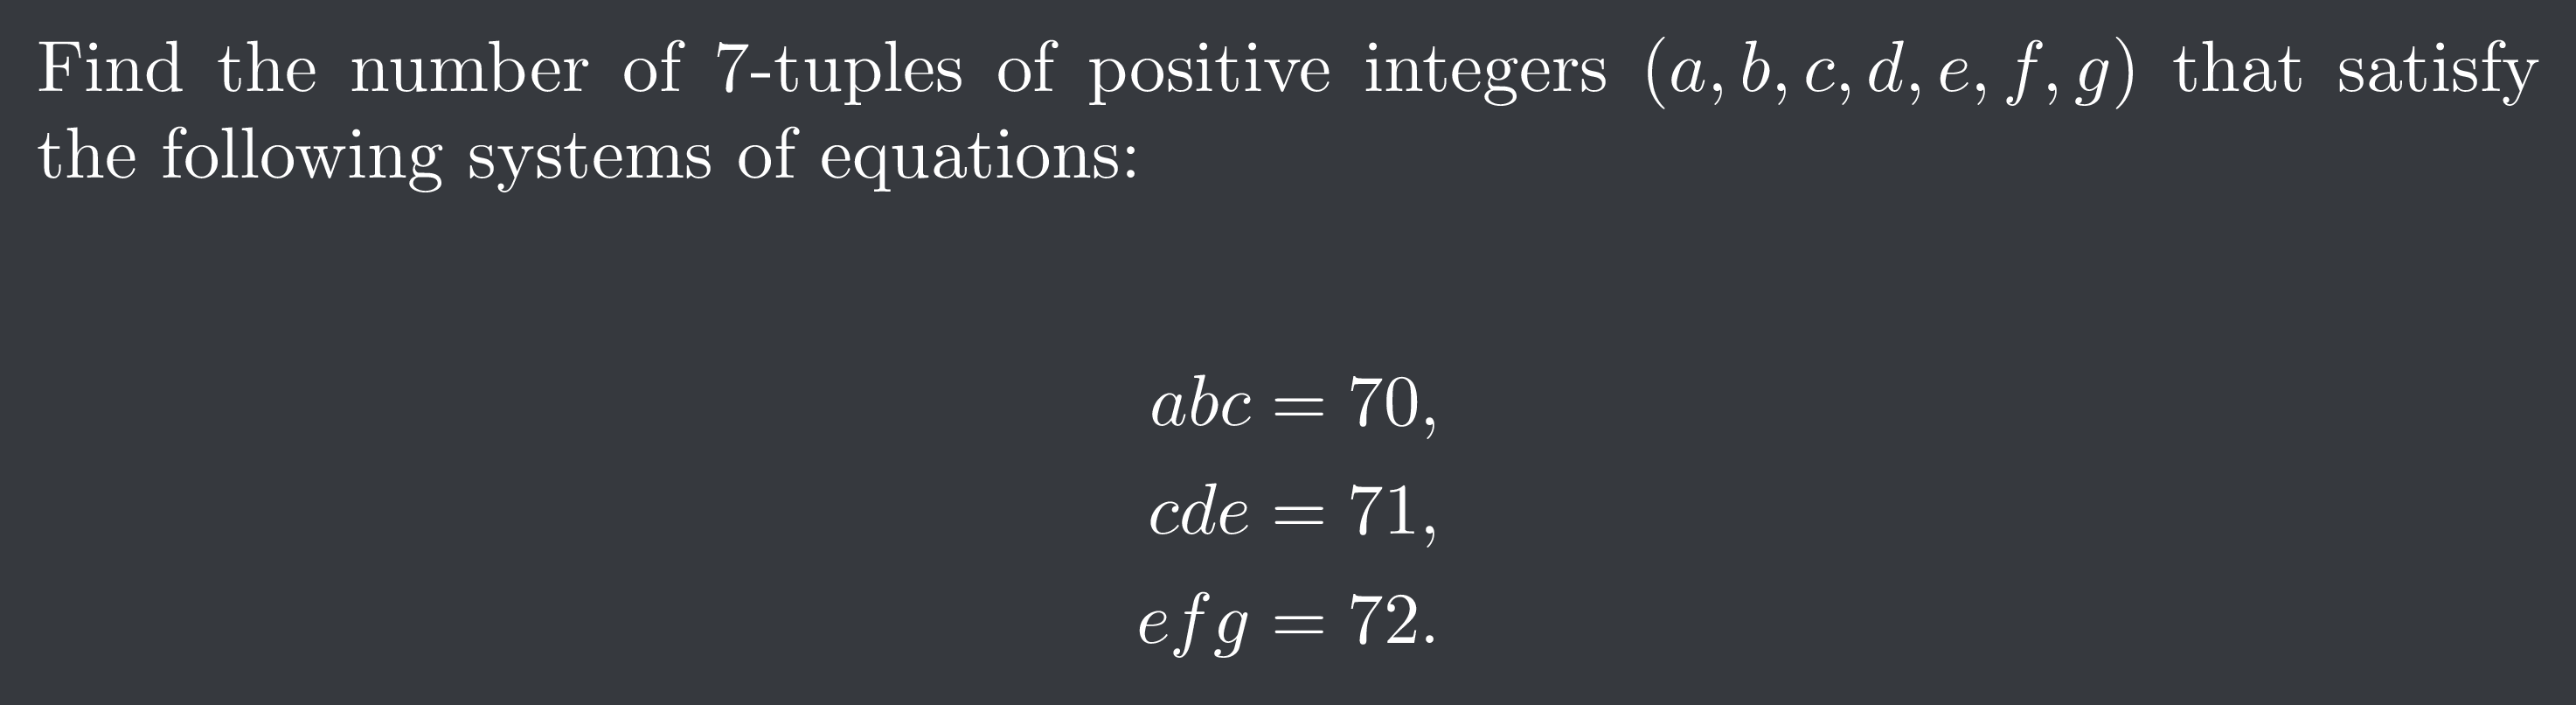 Find the number of 7-tuples of positive integers (a, b, c, d, e, f, g) that satisfy
the following systems of equations:
abc = 70,
cde = 71,
efg = 72.